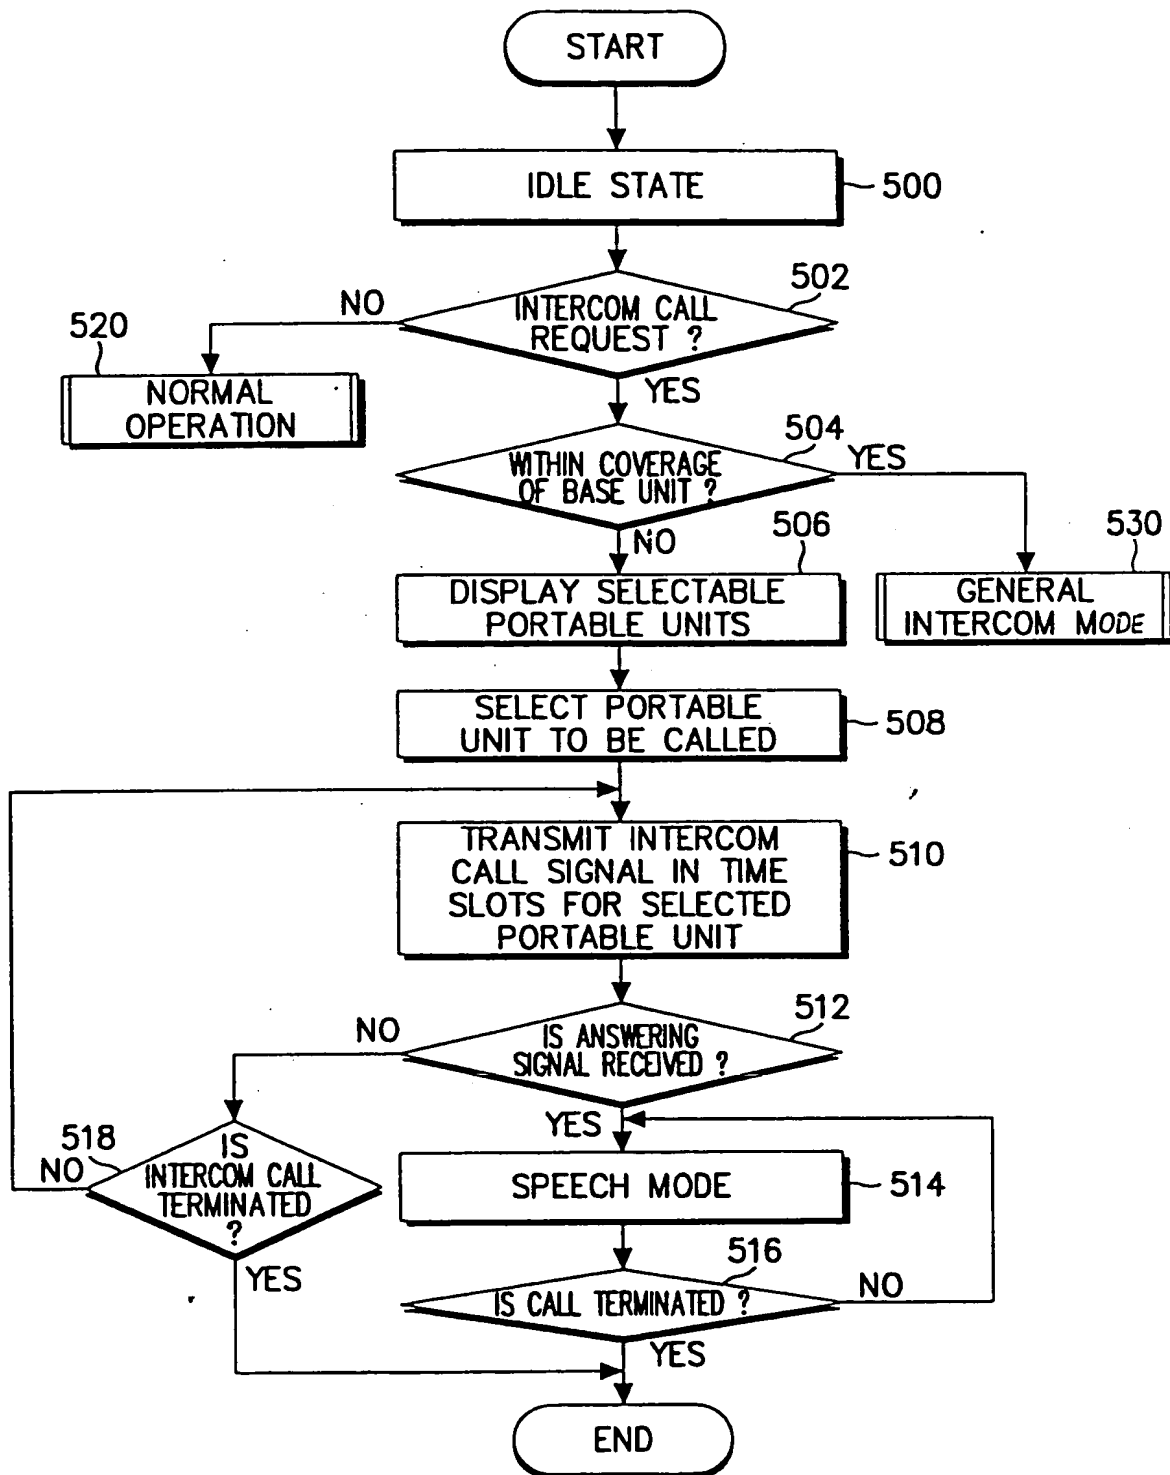 START
IDLE STATE
500
INTERCOM CALL
REQUEST ?
502
NO
520
NORMAL
OPERATION
YES
WITHIN COVERAGE
OF BASE UNIT ?
504
YES
NO
506
DISPLAY SELECTABLE
PORTABLE UNITS
530
GENERAL
INTERCOM MODE
SELECT PORTABLE
UNIT TO BE CALLED
508
TRANSMIT INTERCOM
CALL SIGNAL IN TIME
SLOTS FOR SELECTED
PORTABLE UNIT
510
IS ANSWERING
SIGNAL RECEIVED ?
512
NO
YES
518
IS
INTERCOM CALL
TERMINATED
?
NO
YES
SPEECH MODE
514
516
IS CALL TERMINATED ?
NO
YES
END